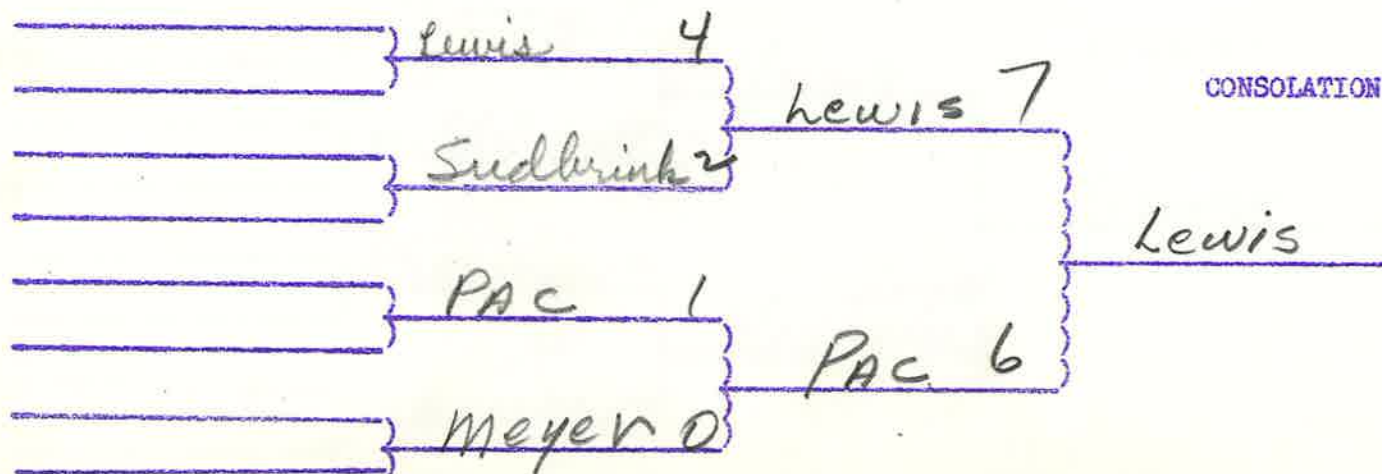 Lewis 4
Lewis 7
CONSOLATION
Sudbrink 2
Lewis
PAC 1
PAC 6
Meyer 0